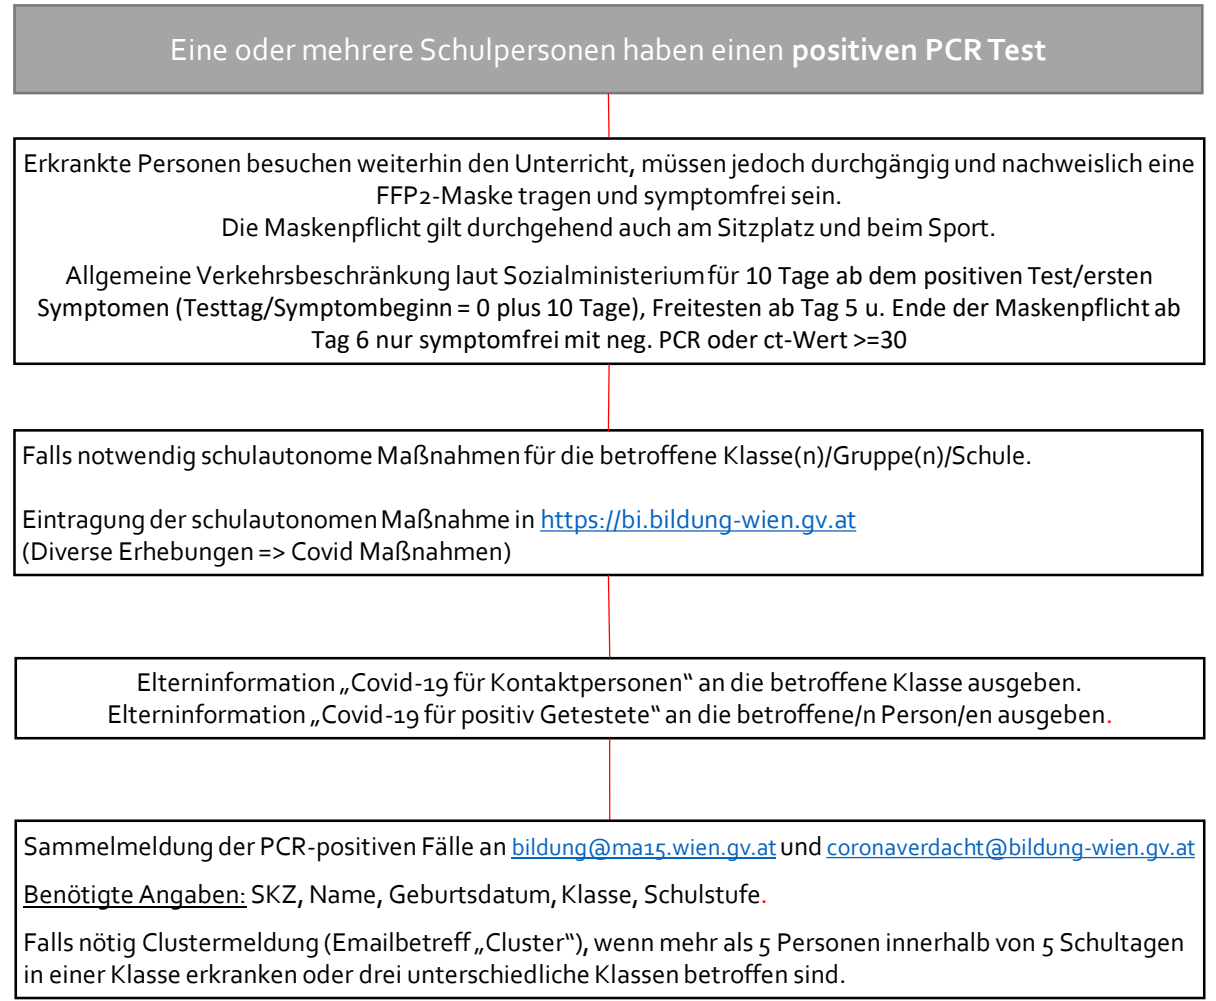 Eine oder mehrere Schulpersonen haben einen positiven PCR Test
Erkrankte Personen besuchen weiterhin den Unterricht, müssen jedoch durchgängig und nachweislich eine
FFP2-Maske tragen und symptomfrei sein.
Die Maskenpflicht gilt durchgehend auch am Sitzplatz und beim Sport.
Allgemeine Verkehrsbeschränkung laut Sozialministerium für 10 Tage ab dem positiven Test/ersten
Symptomen (Testtag/Symptombeginn = 0 plus 10 Tage), Freitesten ab Tag 5 u. Ende der Maskenpflicht ab
Tag 6 nur symptomfrei mit neg. PCR oder ct-Wert >=30
Falls notwendig schulautonome Maßnahmen für die betroffene Klasse(n)/Gruppe(n)/Schule.
Eintragung der schulautonomen Maßnahme in https://bi.bildung-wien.gv.at
(Diverse Erhebungen => Covid Maßnahmen)
Elterninformation „Covid-19 für Kontaktpersonen“ an die betroffene Klasse ausgeben.
Elterninformation „Covid-19 für positiv Getestete“ an die betroffene/n Person/en ausgeben.
Sammelmeldung der PCR-positiven Fälle an bildung@ma15.wien.gv.at und coronaverdacht@bildung-wien.gv.at
Benötigte Angaben: SKZ, Name, Geburtsdatum, Klasse, Schulstufe.
Falls nötig Clustermeldung (Emailbetreff „Cluster“), wenn mehr als 5 Personen innerhalb von 5 Schultagen
in einer Klasse erkranken oder drei unterschiedliche Klassen betroffen sind.